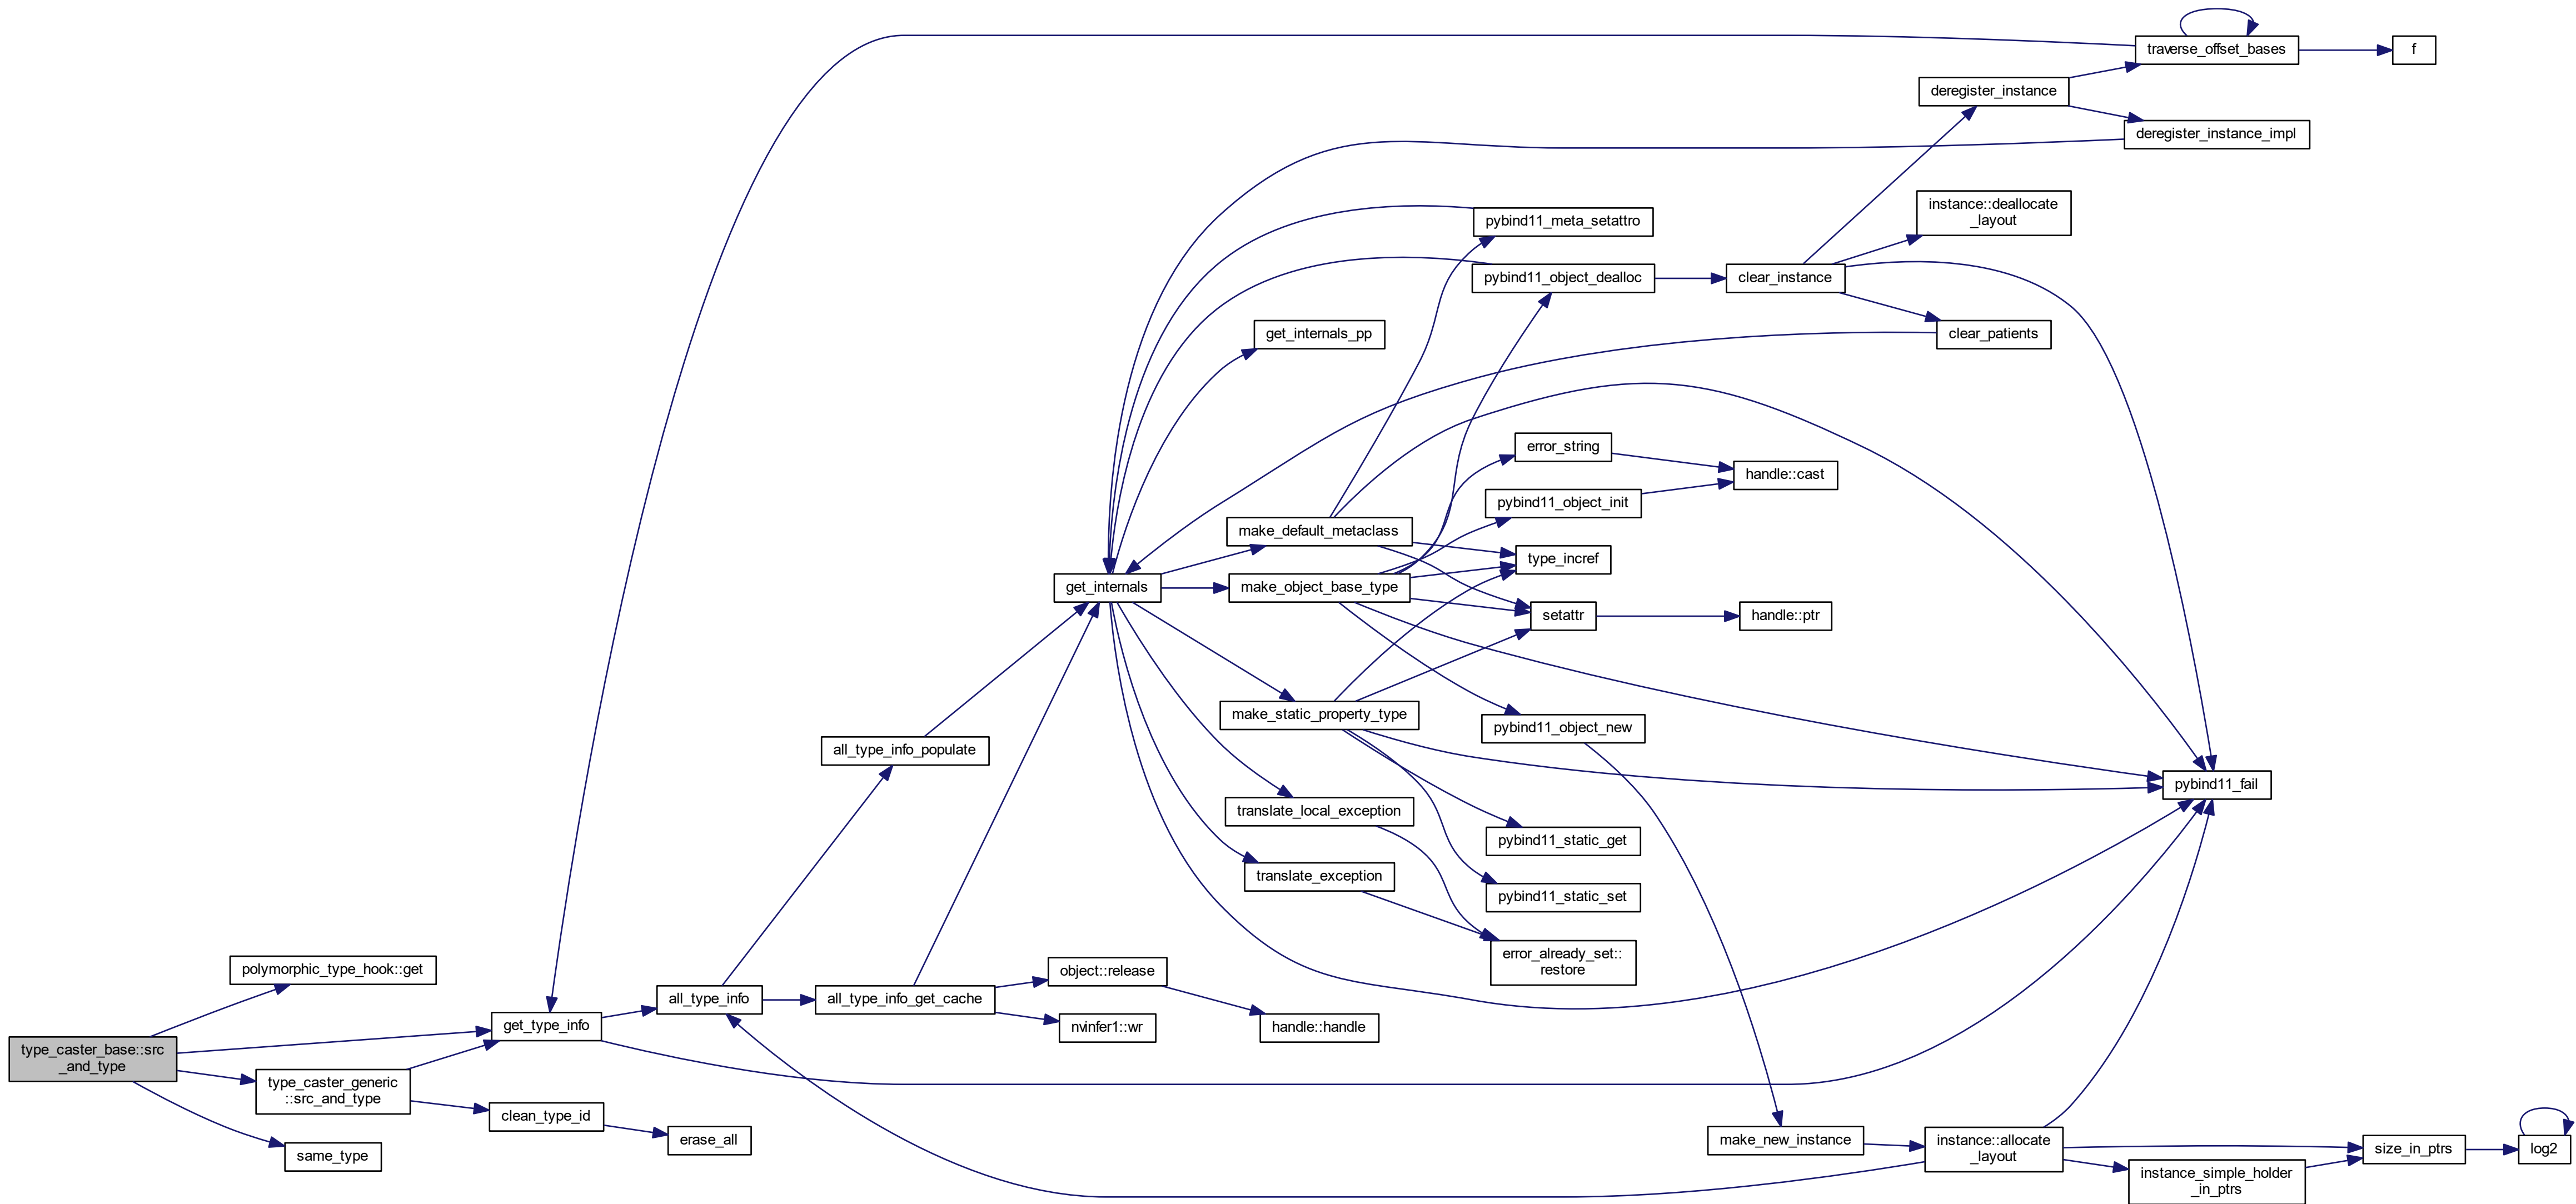 traverse_offset_bases
f
deregister_instance
deregister_instance_impl
instance::deallocate
_layout
pybind11_meta_setattro
pybind11_object_dealloc
clear_instance
get_internals_pp
clear_patients
error_string
handle::cast
pybind11_object_init
make_default_metaclass
type_incref
get_internals
make_object_base_type
setattr
handle::ptr
make_static_property_type
pybind11_object_new
all_type_info_populate
pybind11_fail
translate_local_exception
pybind11_static_get
translate_exception
pybind11_static_set
error_already_set::
restore
polymorphic_type_hook::get
object::release
all_type_info
all_type_info_get_cache
get_type_info
nvinfer1::wr
handle::handle
type_caster_base::src
_and_type
type_caster_generic
::src_and_type
clean_type_id
erase_all
same_type
make_new_instance
instance::allocate
_layout
size_in_ptrs
log2
instance_simple_holder
_in_ptrs